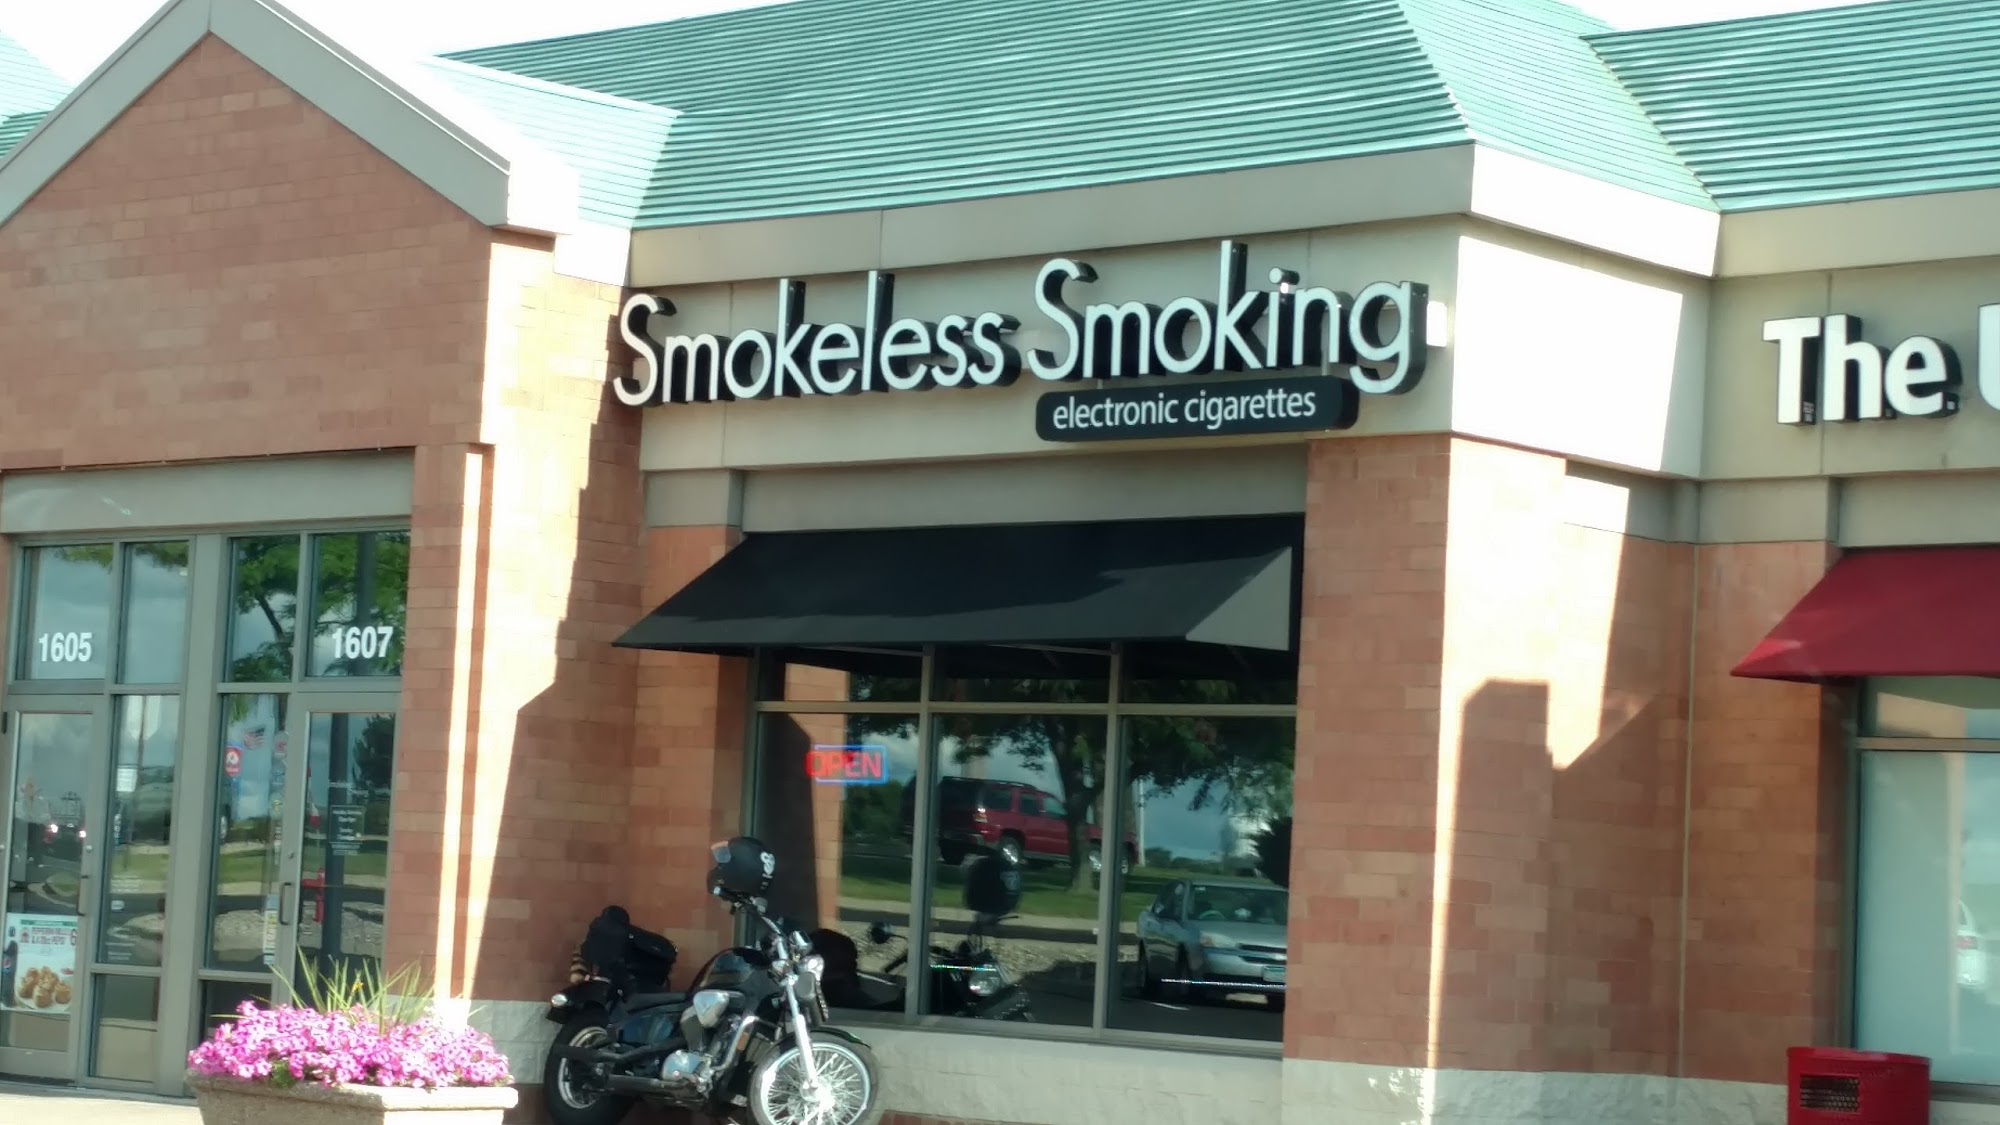 Smokeless Smoking
electronic cigarettes
The
1605
1607
OPEN